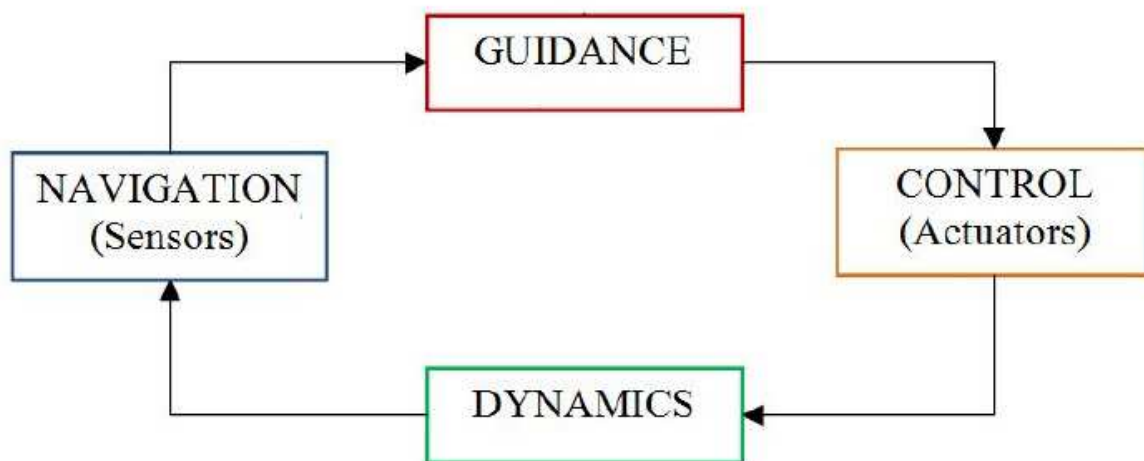 GUIDANCE
NAVIGATION
(Sensors)
CONTROL
(Actuators)
DYNAMICS